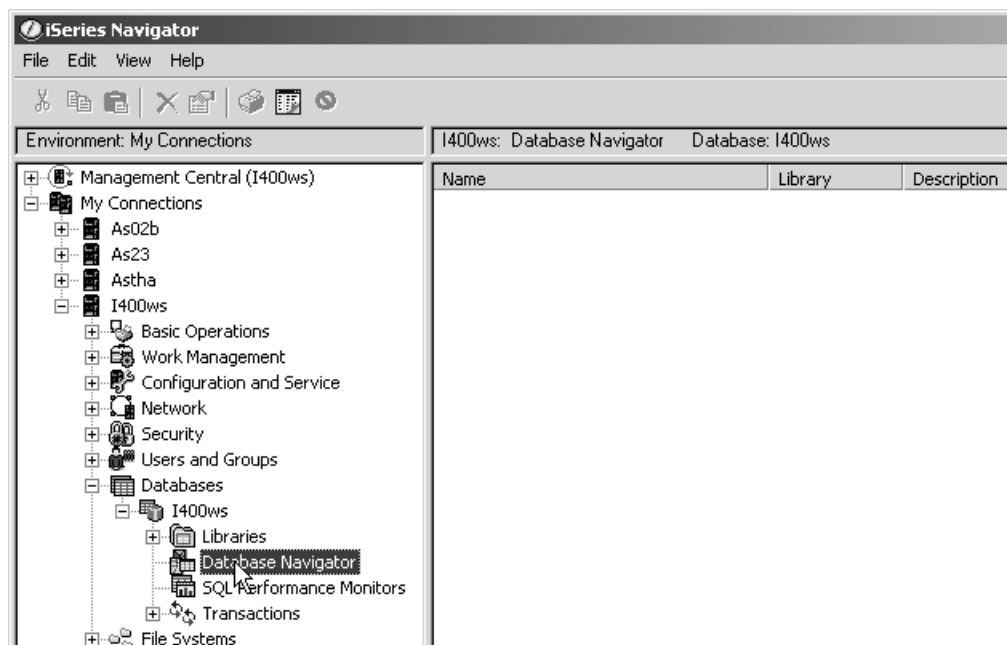 iSeries Navigator
File Edit View Help
Environment: My Connections
I400ws: Database Navigator Database: I400ws
Name Library Description
Management Central (I400ws)
My Connections
As02b
As23
Astha
I400ws
Basic Operations
Work Management
Configuration and Service
Network
Security
Users and Groups
Databases
I400ws
Libraries
Database Navigator
SQL Performance Monitors
Transactions
File Systems